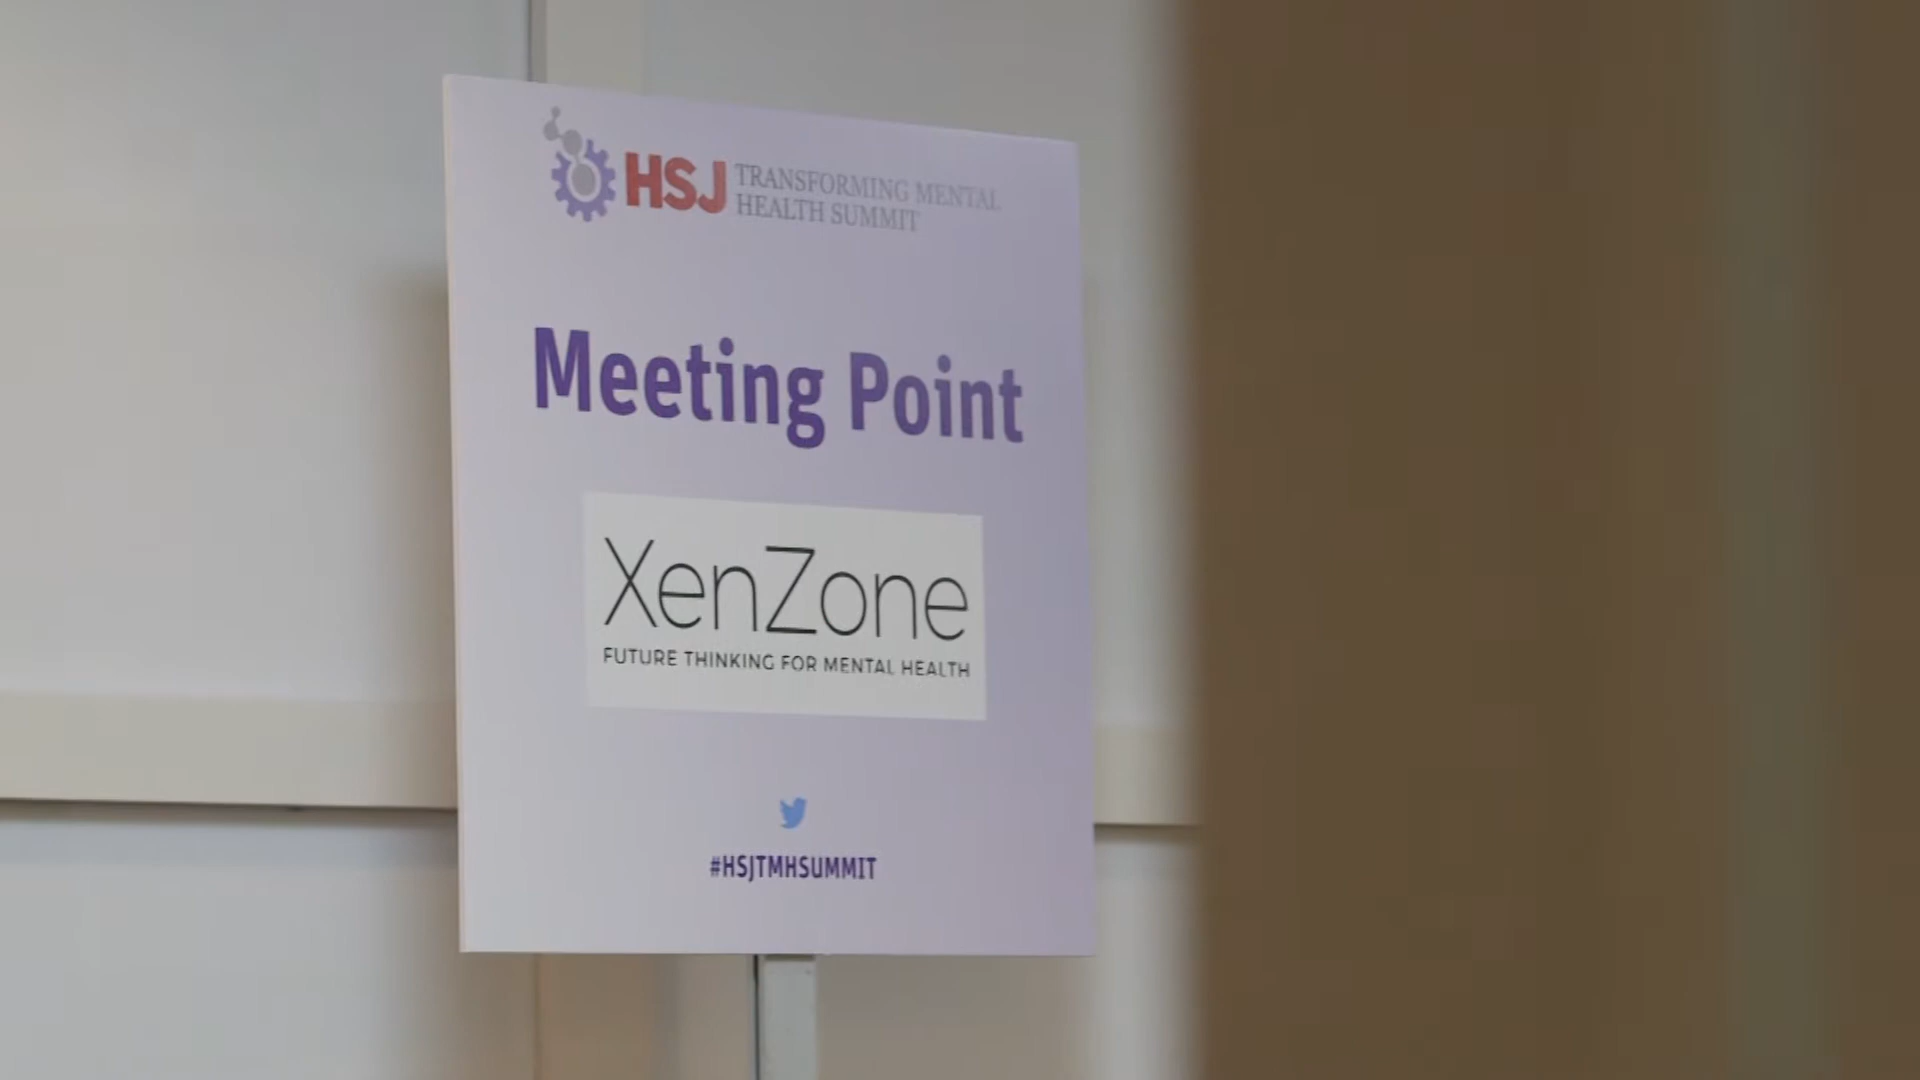 HSJ TRANSFORMING MENTAL
HEALTH SUMMIT
Meeting Point
XenZone
FUTURE THINKING FOR MENTAL HEALTH
#HSJTMHSUMMIT